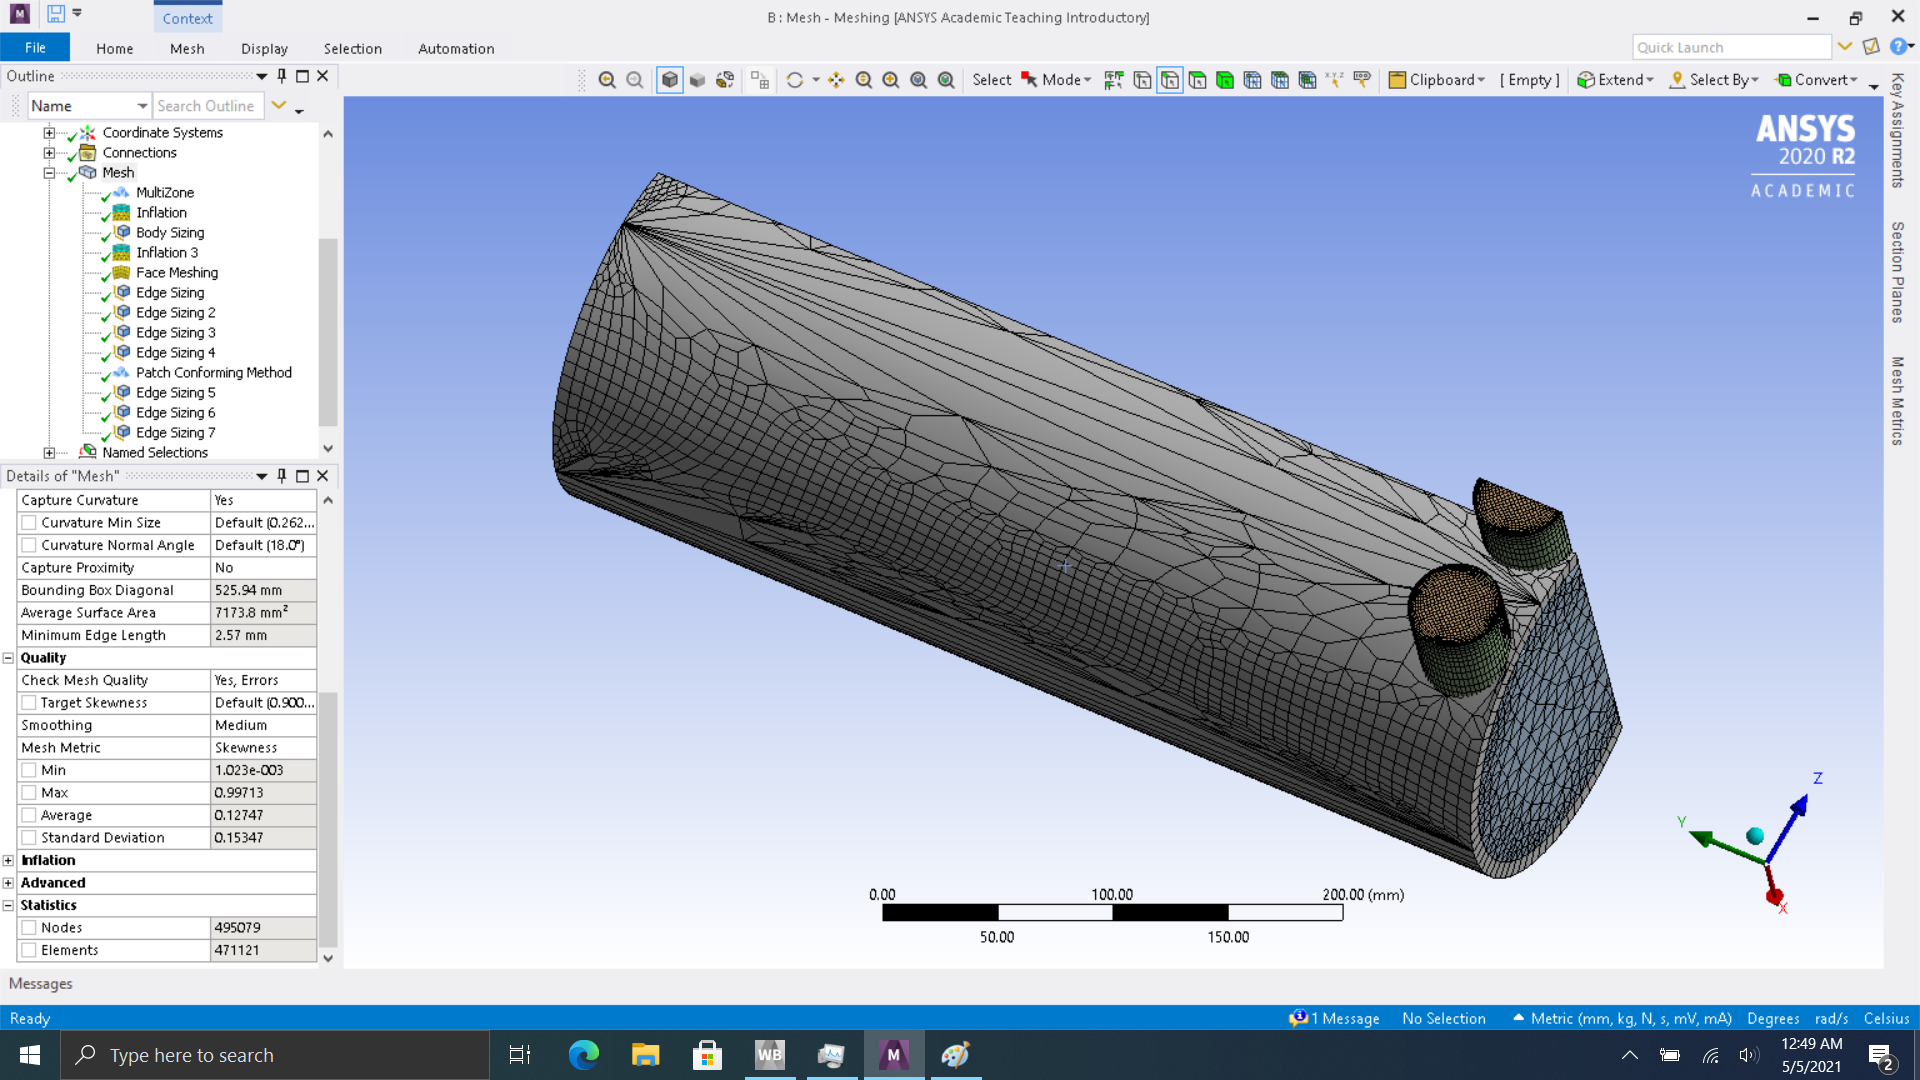 Context
B : Mesh - Meshing [ANSYS Academic Teaching Introductory]
File
Home
Mesh
Display
Selection
Automation
Quick Launch
Outline
Select
Mode
Clipboard
[ Empty ]
Extend
Select By
Convert
Name
Search Outline
Coordinate Systems
Connections
Mesh
MultiZone
Inflation
Body Sizing
Inflation 3
Face Meshing
Edge Sizing
Edge Sizing 2
Edge Sizing 3
Edge Sizing 4
Patch Conforming Method
Edge Sizing 5
Edge Sizing 6
Edge Sizing 7
Named Selections
Details of "Mesh"
Capture Curvature Yes
Curvature Min Size Default (0.262...
Curvature Normal Angle Default (18.0°)
Capture Proximity No
Bounding Box Diagonal 525.94 mm
Average Surface Area 7173.8 mm²
Minimum Edge Length 2.57 mm
Quality
Check Mesh Quality Yes, Errors
Target Skewness Default (0.900...
Smoothing Medium
Mesh Metric Skewness
Min 1.023e-003
Max 0.99713
Average 0.12747
Standard Deviation 0.15347
Inflation
Advanced
Statistics
Nodes 495079
Elements 471121
ANSYS
2020 R2
ACADEMIC
Key Assignments
Section Planes
Mesh Metrics
Z
Y
X
0.00 100.00 200.00 (mm)
50.00 150.00
Messages
Ready
1 Message
No Selection
Metric (mm, kg, N, s, mV, mA)
Degrees
rad/s
Celsius
Type here to search
WB
M
12:49 AM
5/5/2021
2